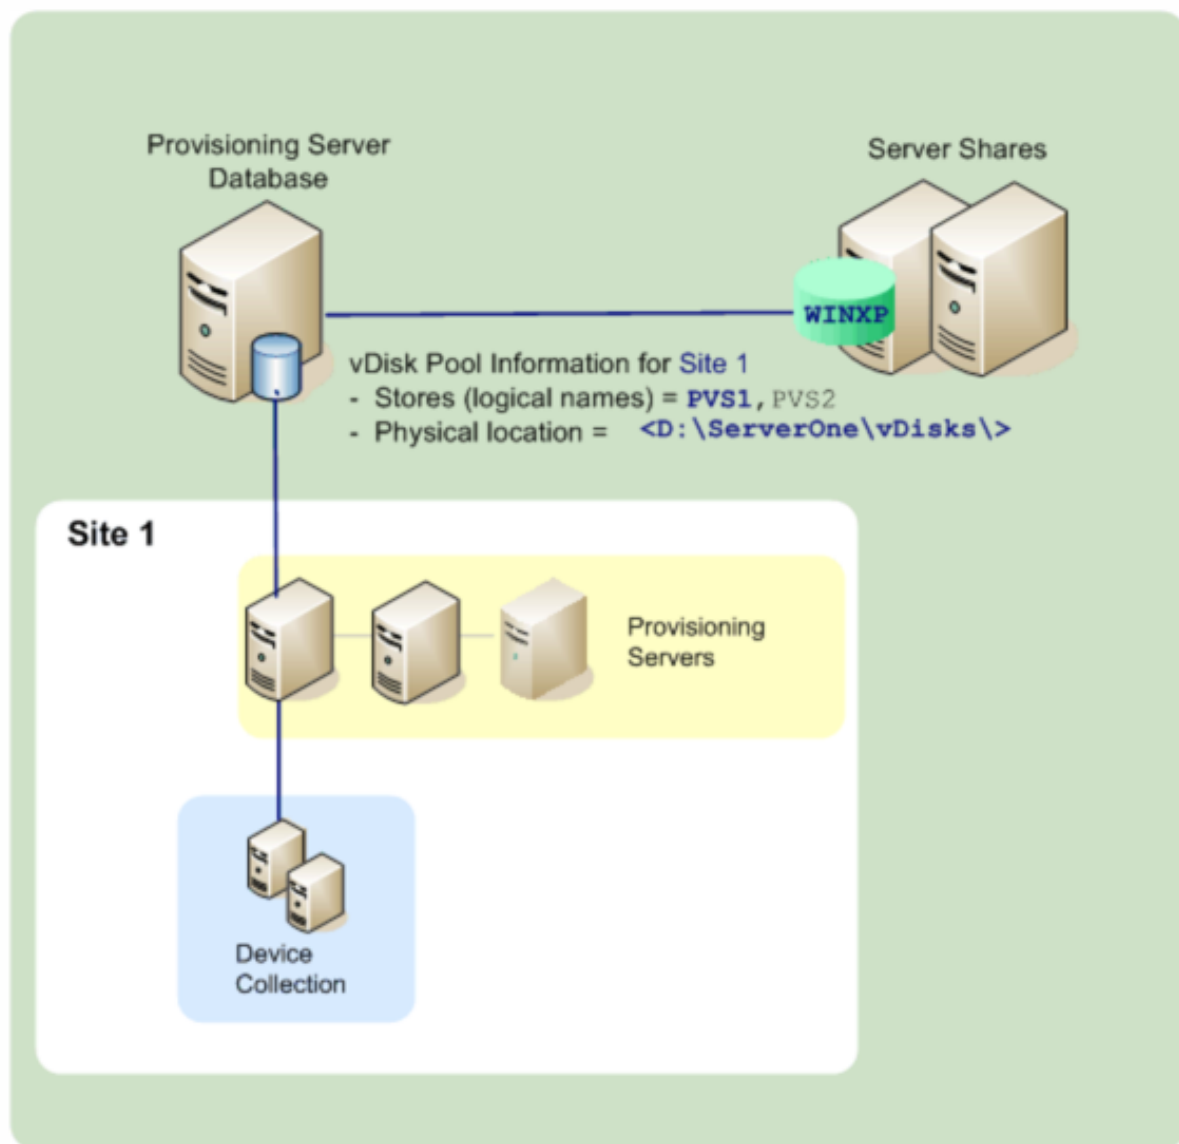 Provisioning Server
Database
Server Shares
WINXP
vDisk Pool Information for Site 1
- Stores (logical names) = PVS1, PVS2
- Physical location = <D:\ServerOne\vDisks\>
Site 1
Provisioning
Servers
Device
Collection